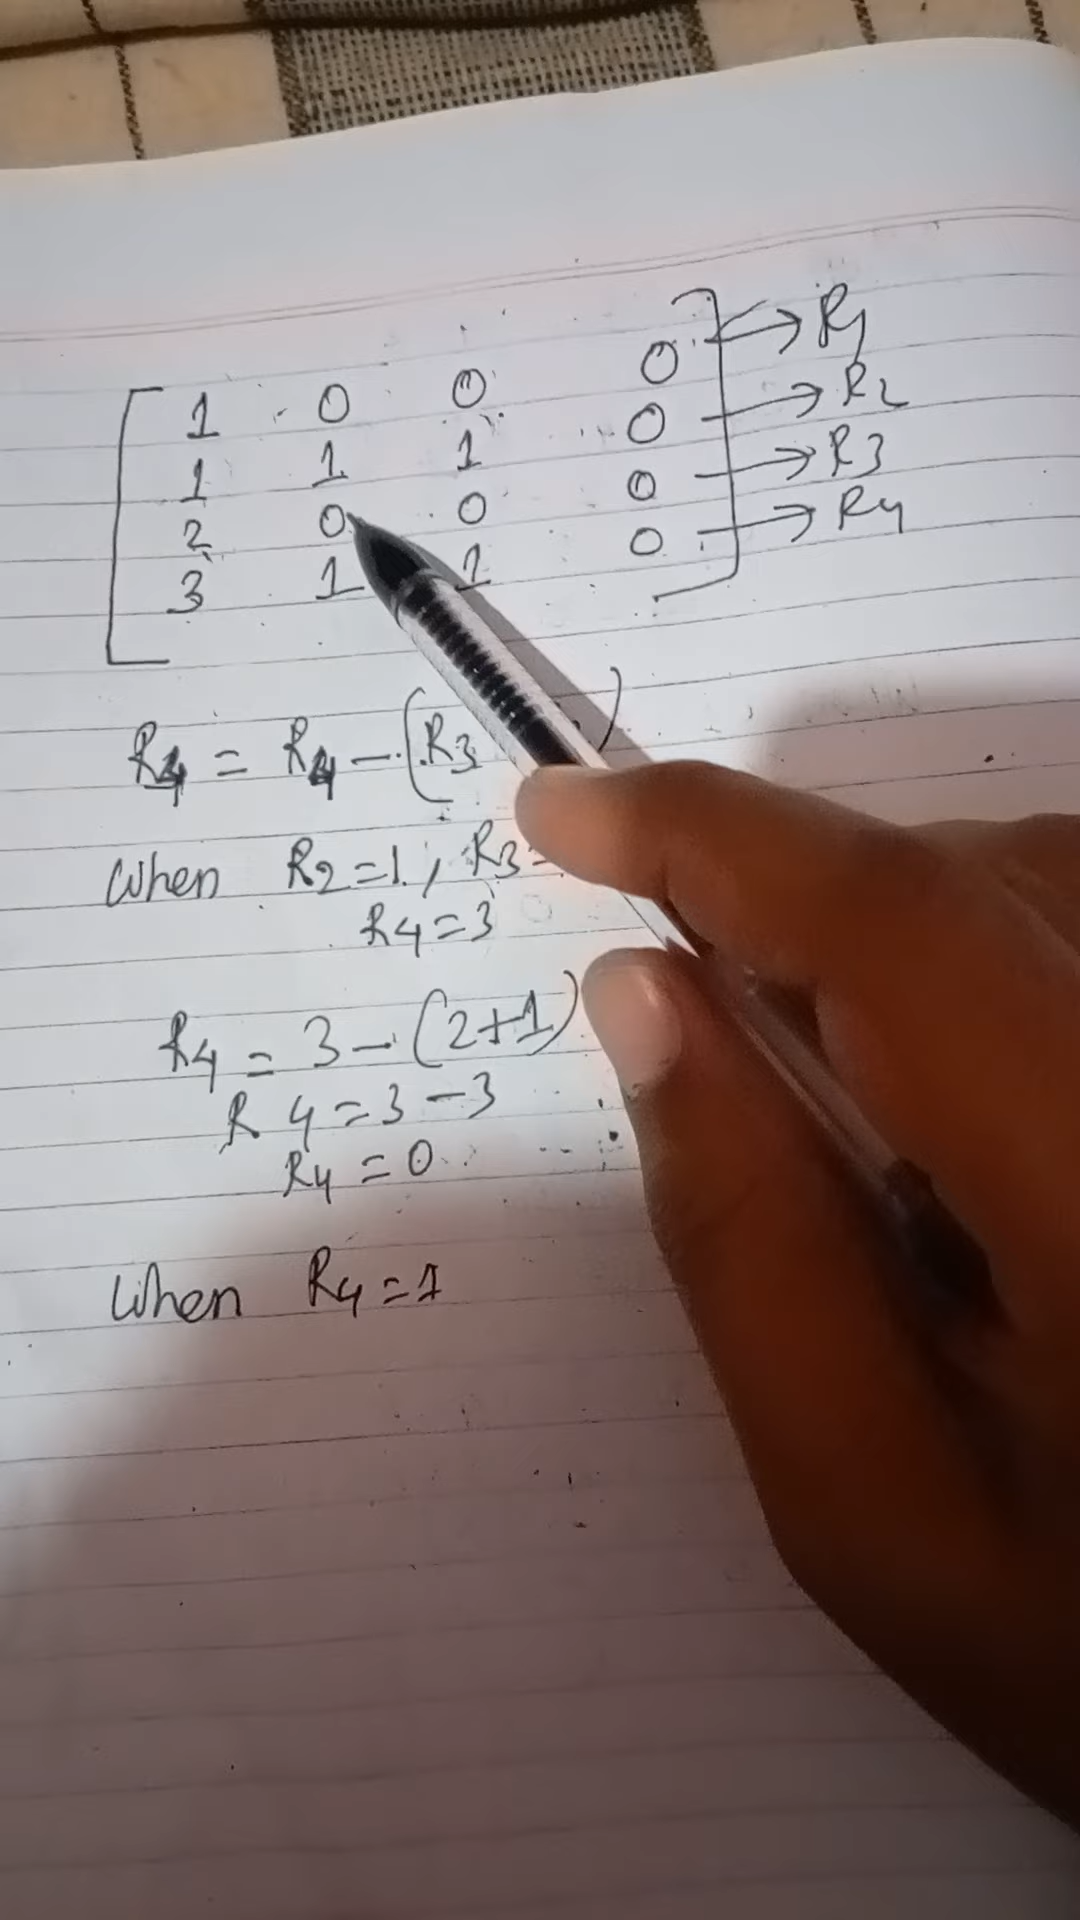 1 0 0 0 → R1
1 1 1 0 → R2
2 0 0 0 → R3
3 1 1 0 → R4
R4 = R4 - (R3 )
When R2 = 1, R3 =
R4 = 3
R4 = 3 - (2+1)
R4 = 3 - 3
R4 = 0
When R4 = 1